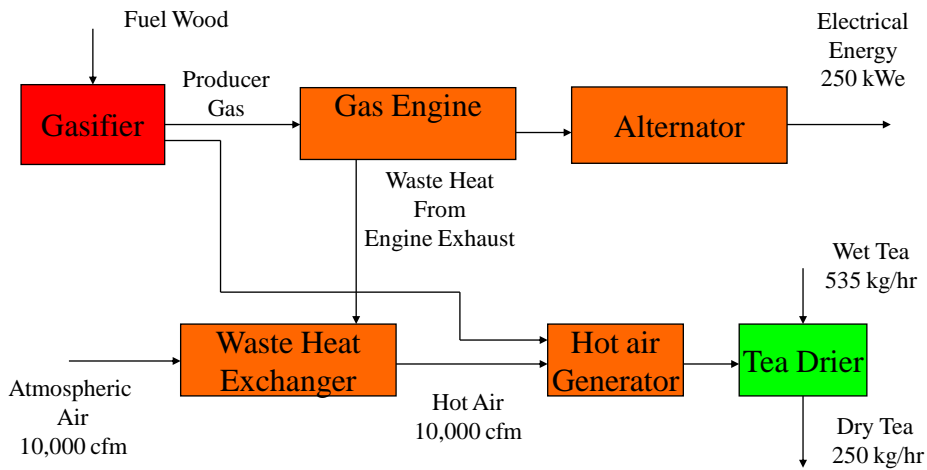 Fuel Wood
Electrical
Energy
250 kWe
Producer
Gas
Gasifier
Gas Engine
Alternator
Waste Heat
From
Engine Exhaust
Wet Tea
535 kg/hr
Waste Heat
Exchanger
Hot air
Generator
Tea Drier
Atmospheric
Air
10,000 cfm
Hot Air
10,000 cfm
Dry Tea
250 kg/hr